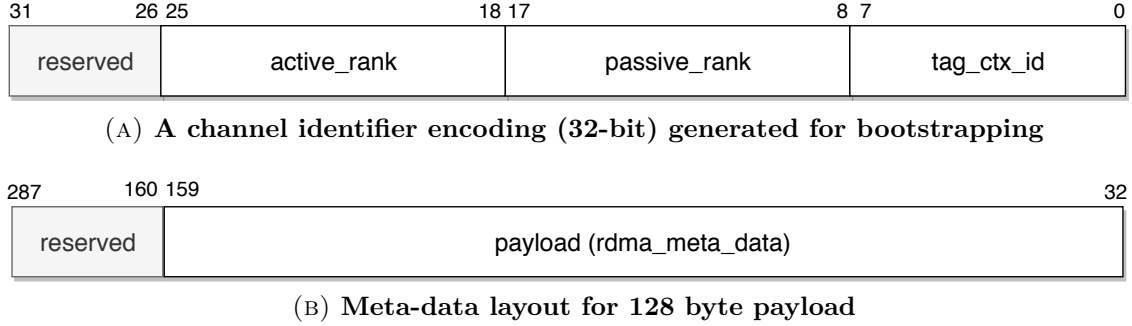 31 26 25 18 17 8 7 0
reserved active_rank passive_rank tag_ctx_id
(A) A channel identifier encoding (32-bit) generated for bootstrapping
287 160 159 32
reserved payload (rdma_meta_data)
(B) Meta-data layout for 128 byte payload